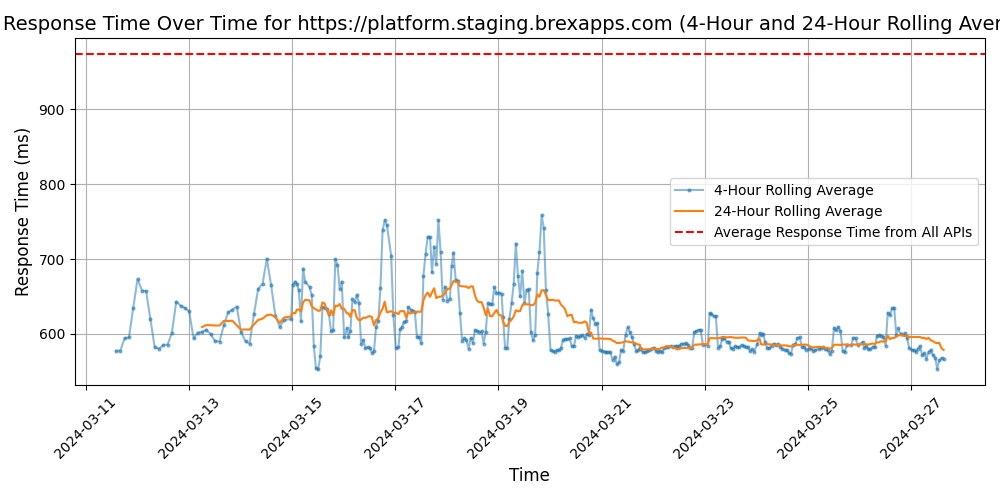 Response Time Over Time for https://platform.staging.brexapps.com (4-Hour and 24-Hour Rolling Aver
Response Time (ms)
900
800
700
600
4-Hour Rolling Average
24-Hour Rolling Average
Average Response Time from All APIs
2024-03-11
2024-03-13
2024-03-15
2024-03-17
2024-03-19
2024-03-21
2024-03-23
2024-03-25
2024-03-27
Time